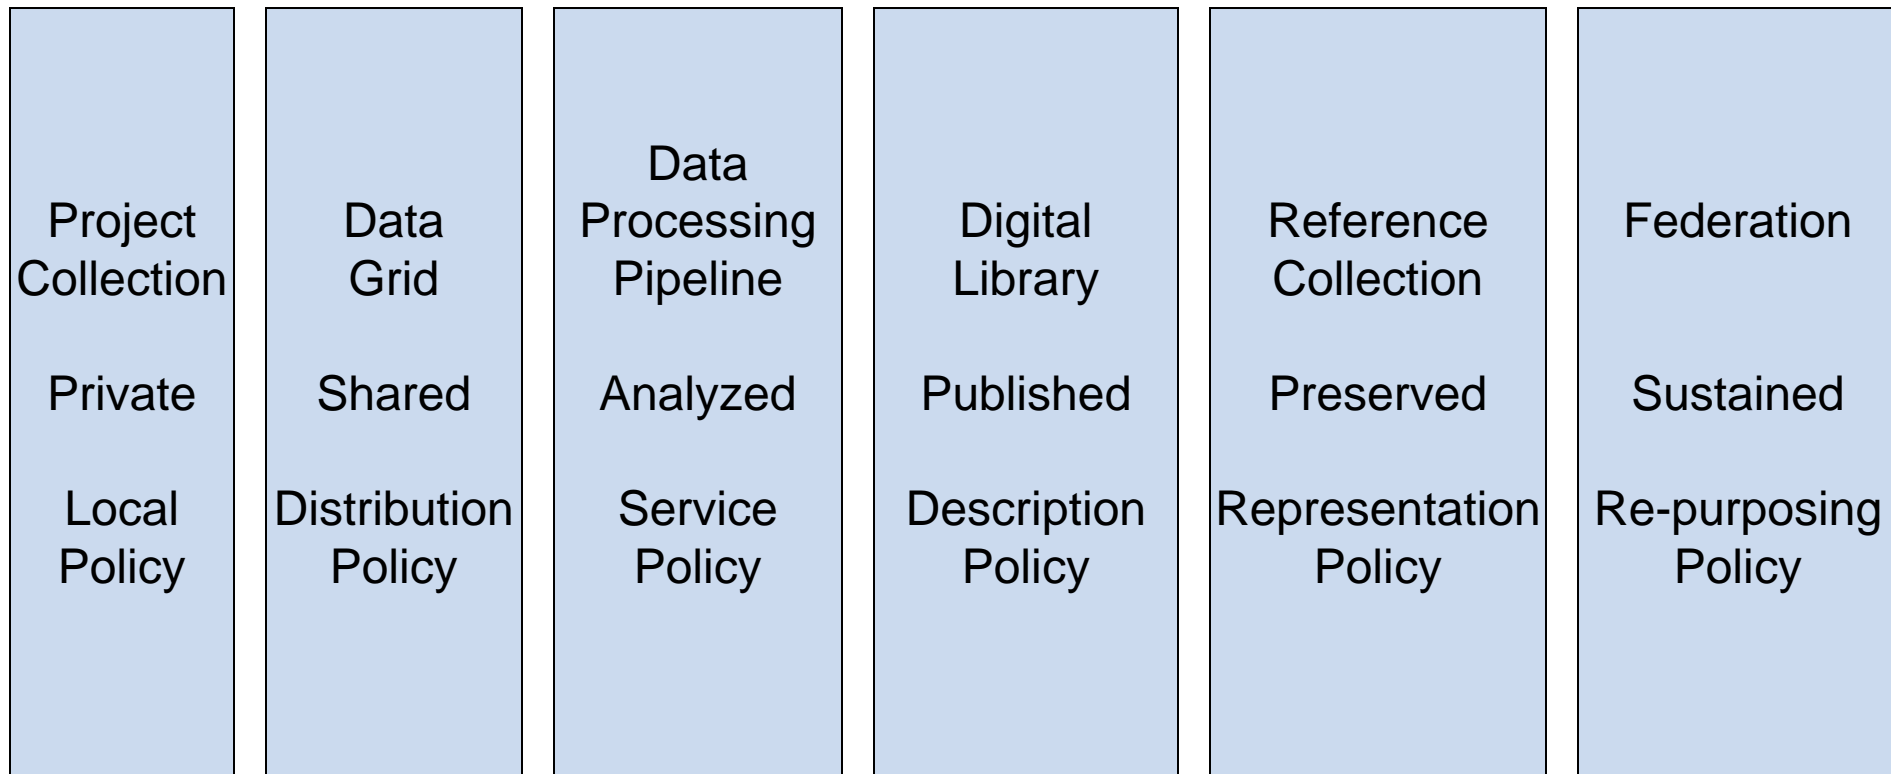 Project
Collection
Private
Local
Policy
Data
Grid
Shared
Distribution
Policy
Data
Processing
Pipeline
Analyzed
Service
Policy
Digital
Library
Published
Description
Policy
Reference
Collection
Preserved
Representation
Policy
Federation
Sustained
Re-purposing
Policy